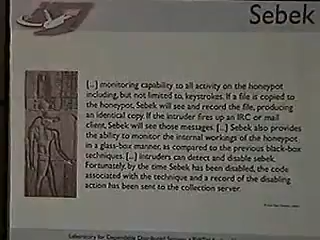 Sebek
[...] monitoring capability to all activity on the honeypot
including, but not limited to, keystrokes. If a file is copied to
the honeypot, Sebek will see and record the file, producing
an identical copy. If the intruder fires up an IRC or mail
client, Sebek will see those messages. [...] Sebek also provides
the ability to monitor the internal workings of the honeypot
in a glass-box manner, as compared to the previous black-box
techniques. [...] intruders can detect and disable sebek.
Fortunately, by the time Sebek has been disabled, the code
associated with the technique and a record of the disabling
action has been sent to the collection server.
Laboratory for Dependable Distributed Systems